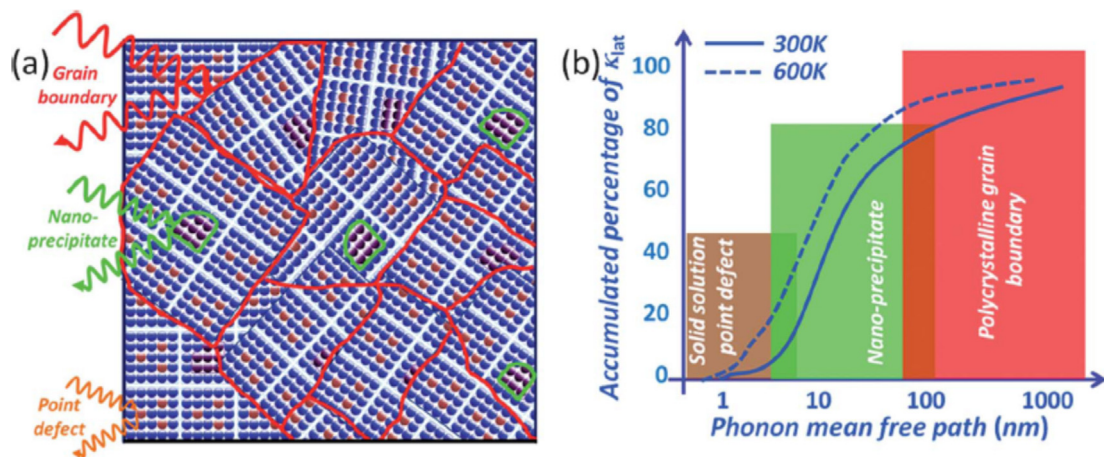 (a)
Grain
boundary
Nano-
precipitate
Point
defect
(b)
300K
600K
Accumulated percentage of κlat
100
80
60
40
20
0
Solid solution
point defect
Nano-precipitate
Polycrystalline grain
boundary
1
10
100
1000
Phonon mean free path (nm)